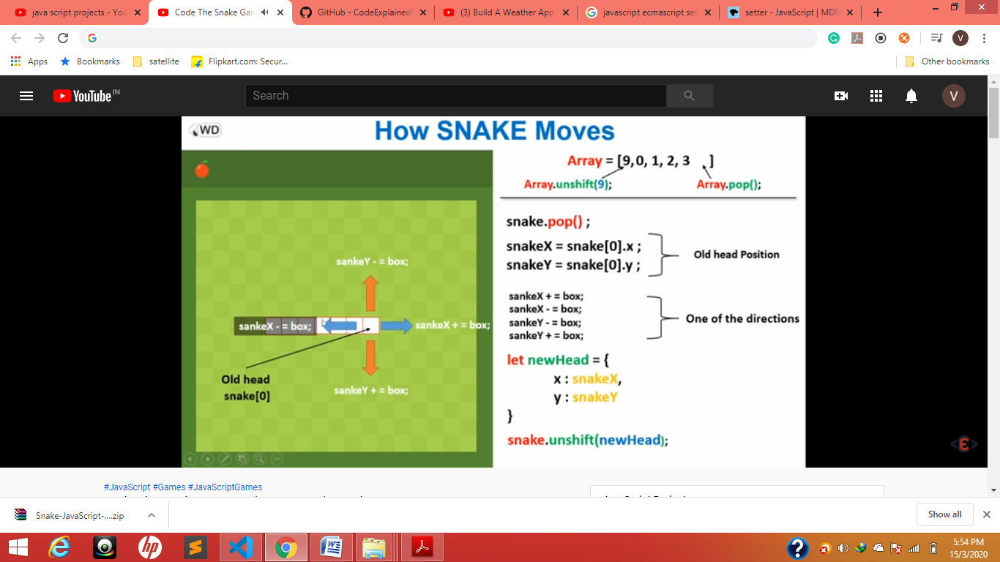 java script projects - You
Code The Snake Gam
GitHub - CodeExplained
(3) Build A Weather App
javascript ecmascript set
setter - JavaScript | MDN
V
Apps
Bookmarks
satellite
Flipkart.com: Secur...
Other bookmarks
YouTube IN
Search
V
WD
How SNAKE Moves
Array = [9,0, 1, 2, 3 ]
Array.unshift(9);
Array.pop();
snake.pop() ;
snakeX = snake[0].x ;
snakeY = snake[0].y ;
Old head Position
sankeX + = box;
sankeX - = box;
sankeY - = box;
sankeY + = box;
One of the directions
let newHead = {
x : snakeX,
y : snakeY
}
snake.unshift(newHead);
sankeY - = box;
sankeX - = box;
sankeX + = box;
sankeY + = box;
Old head
snake[0]
<Є>
#JavaScript #Games #JavaScriptGames
Snake-JavaScript-....zip
Show all
5:54 PM
15/3/2020